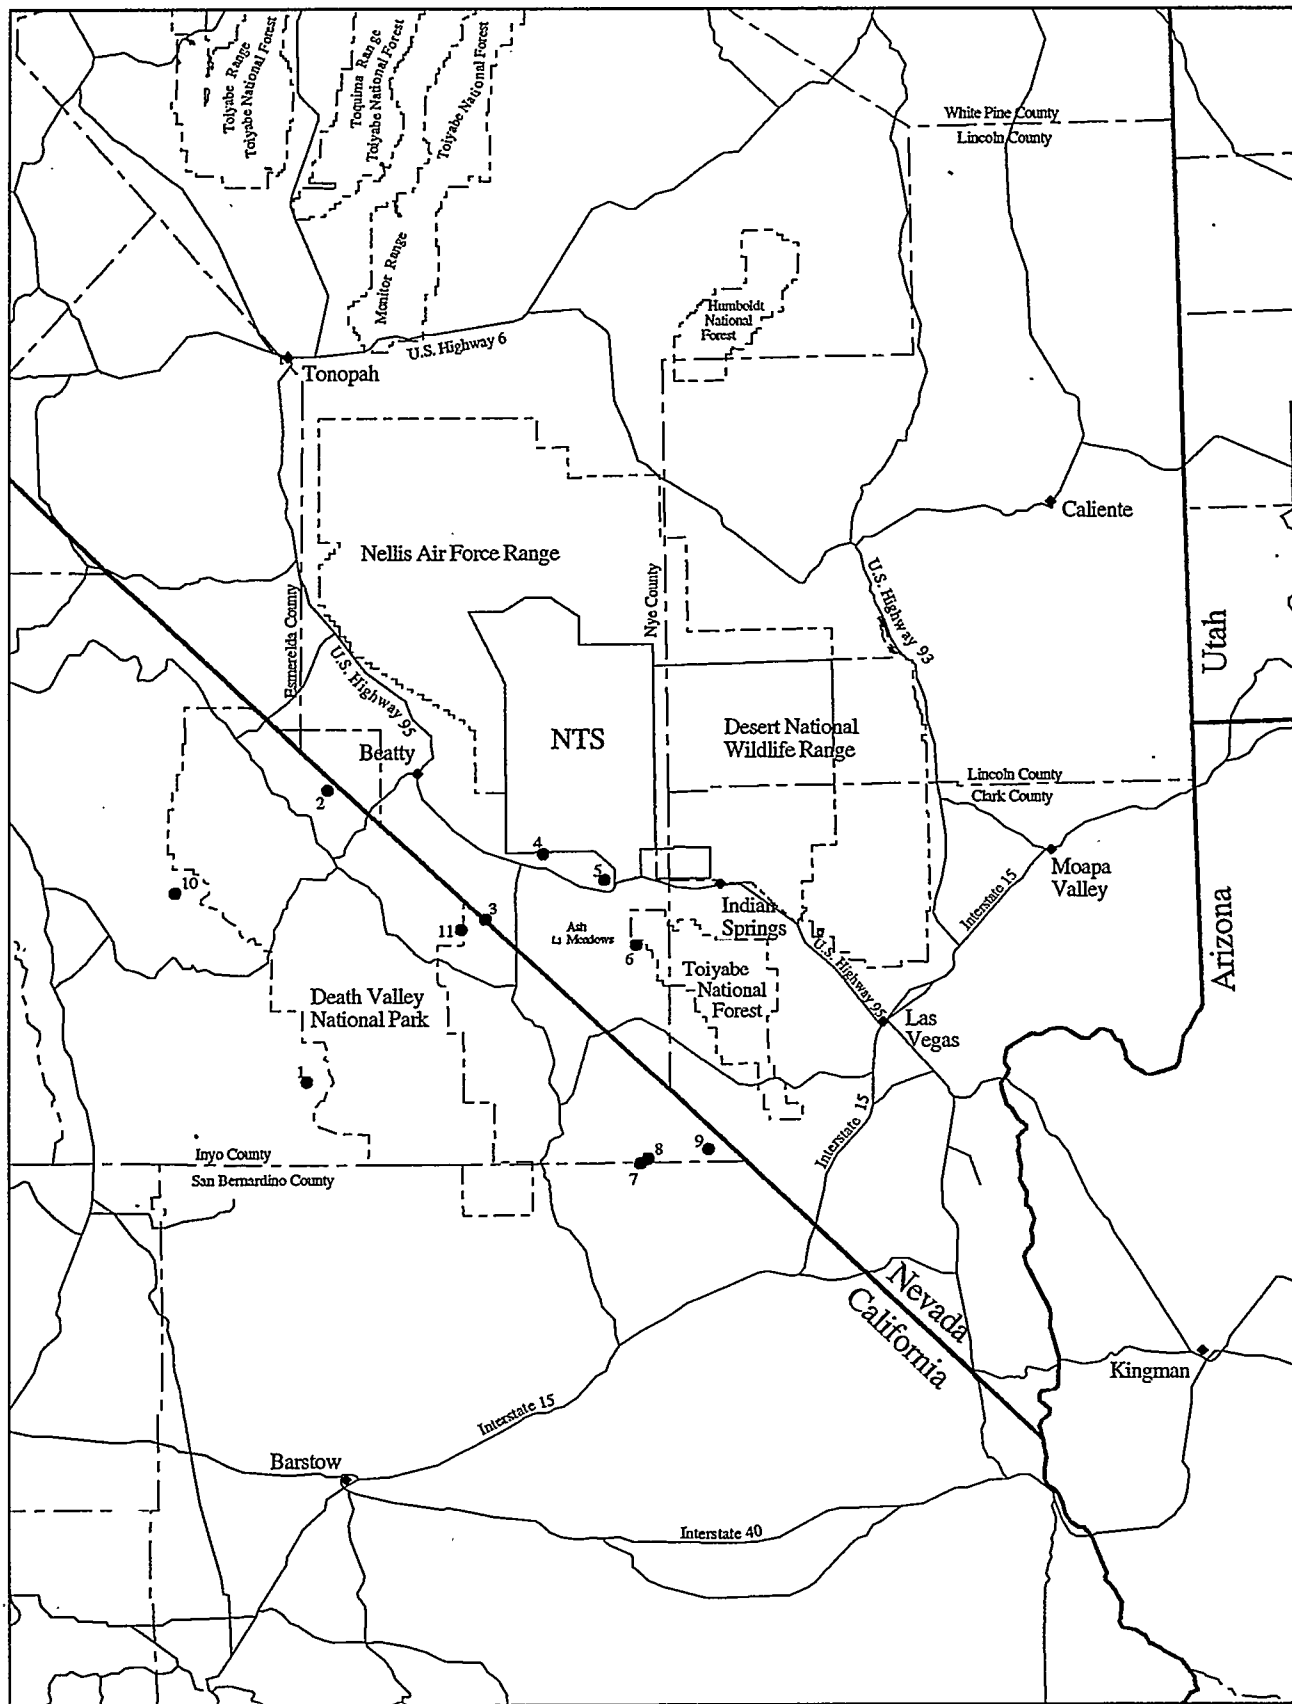 Toiyabe Range
Toiyabe National Forest
Toquima Range
Toiyabe National Forest
Toiyabe National Forest
Monitor Range
White Pine County
Lincoln County
Humboldt
National
Forest
U.S. Highway 6
Tonopah
Caliente
Nellis Air Force Range
U.S. Highway 93
Nye County
Esmerelda County
Utah
U.S. Highway 95
NTS
Desert National
Wildlife Range
Beatty
Lincoln County
Clark County
2
4
5
Moapa
Valley
10
3
11
Ash
Meadows
6
Indian
Springs
Interstate 15
Arizona
U.S. Highway 95
Toiyabe
National
Forest
Death Valley
National Park
Las
Vegas
1
Interstate 15
9
8
7
Inyo County
San Bernardino County
Nevada
California
Kingman
Interstate 15
Barstow
Interstate 40